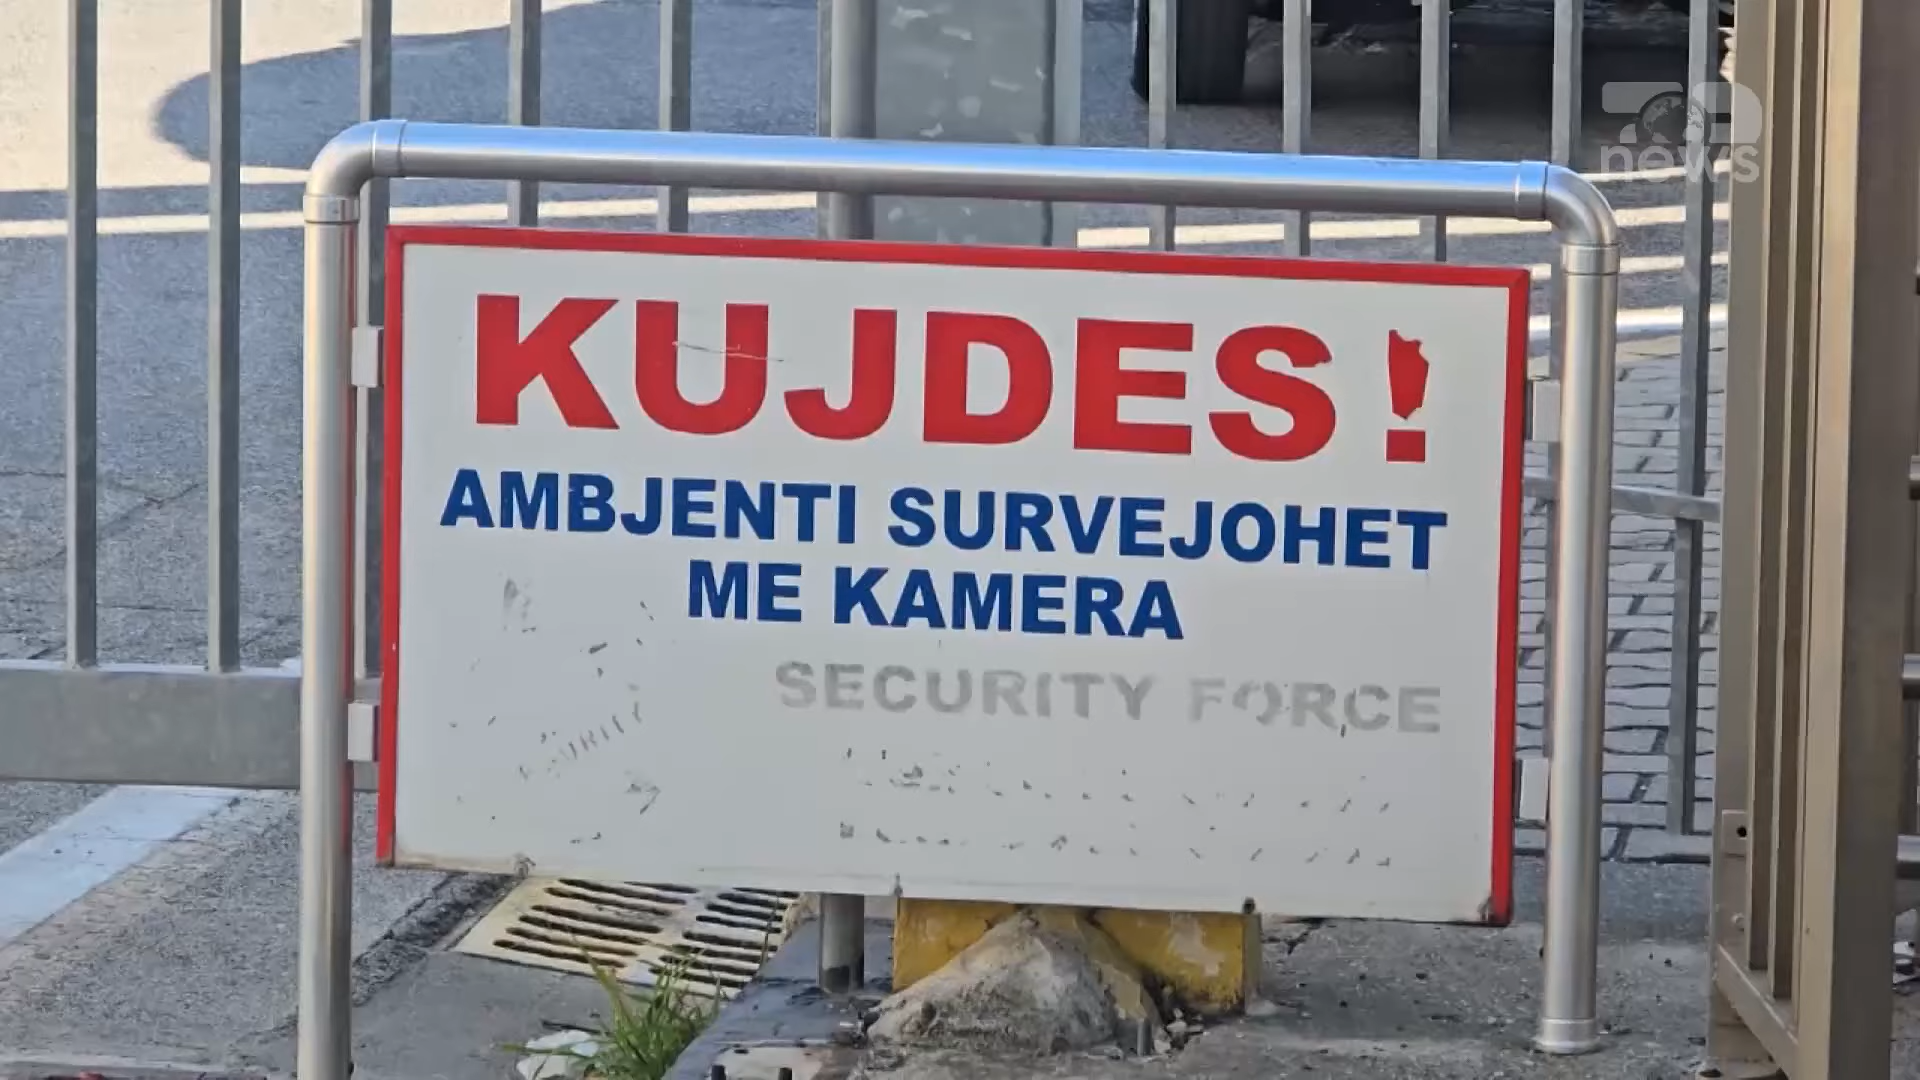 news
KUJDES!
AMBJENTI SURVEJOHET
ME KAMERA
SECURITY FORCE